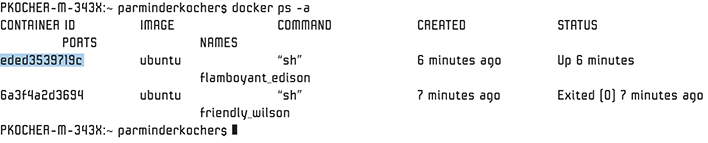 PKOCHER-M-343X:~ parminderkocher$ docker ps -a
CONTAINER ID IMAGE COMMAND CREATED STATUS
PORTS NAMES
eded3539719c ubuntu "sh" 6 minutes ago Up 6 minutes
flamboyant_edison
6a3f4a2d3694 ubuntu "sh" 7 minutes ago Exited (0) 7 minutes ago
friendly_wilson
PKOCHER-M-343X:~ parminderkocher$